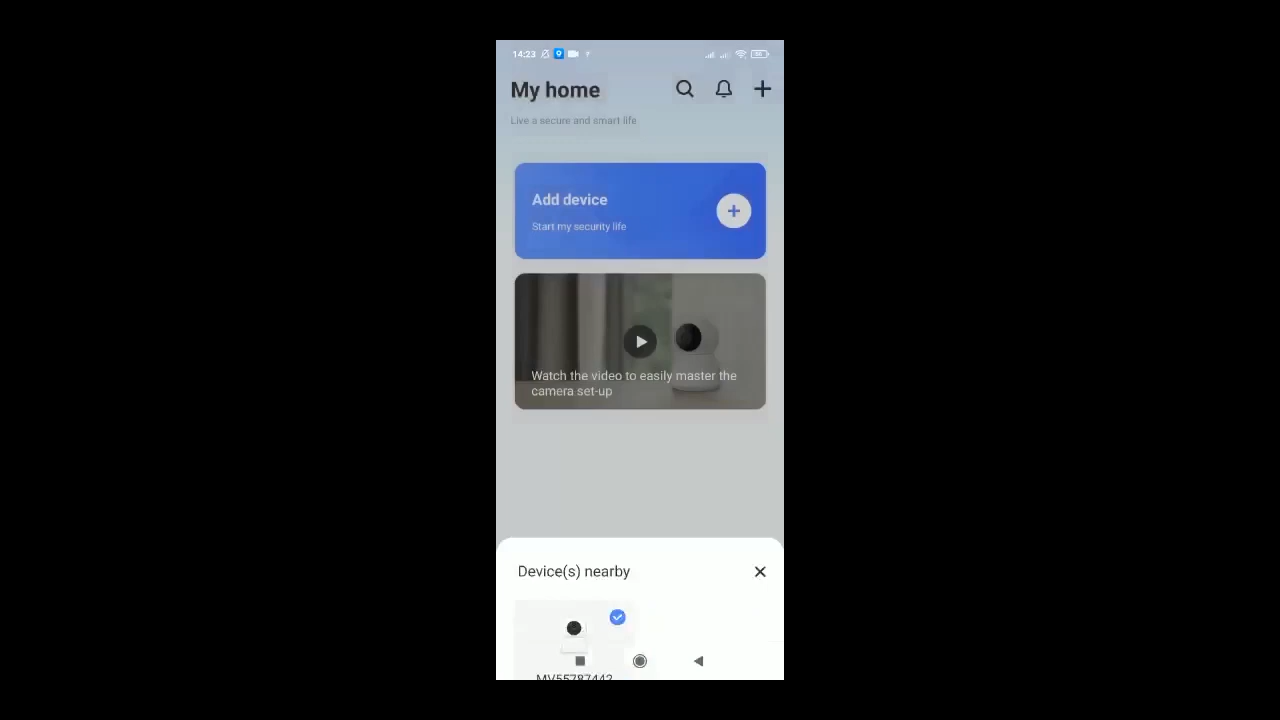 14:23
My home
Live a secure and smart life
Add device
Start my security life
Watch the video to easily master the
camera set-up
Device(s) nearby
MV55787442